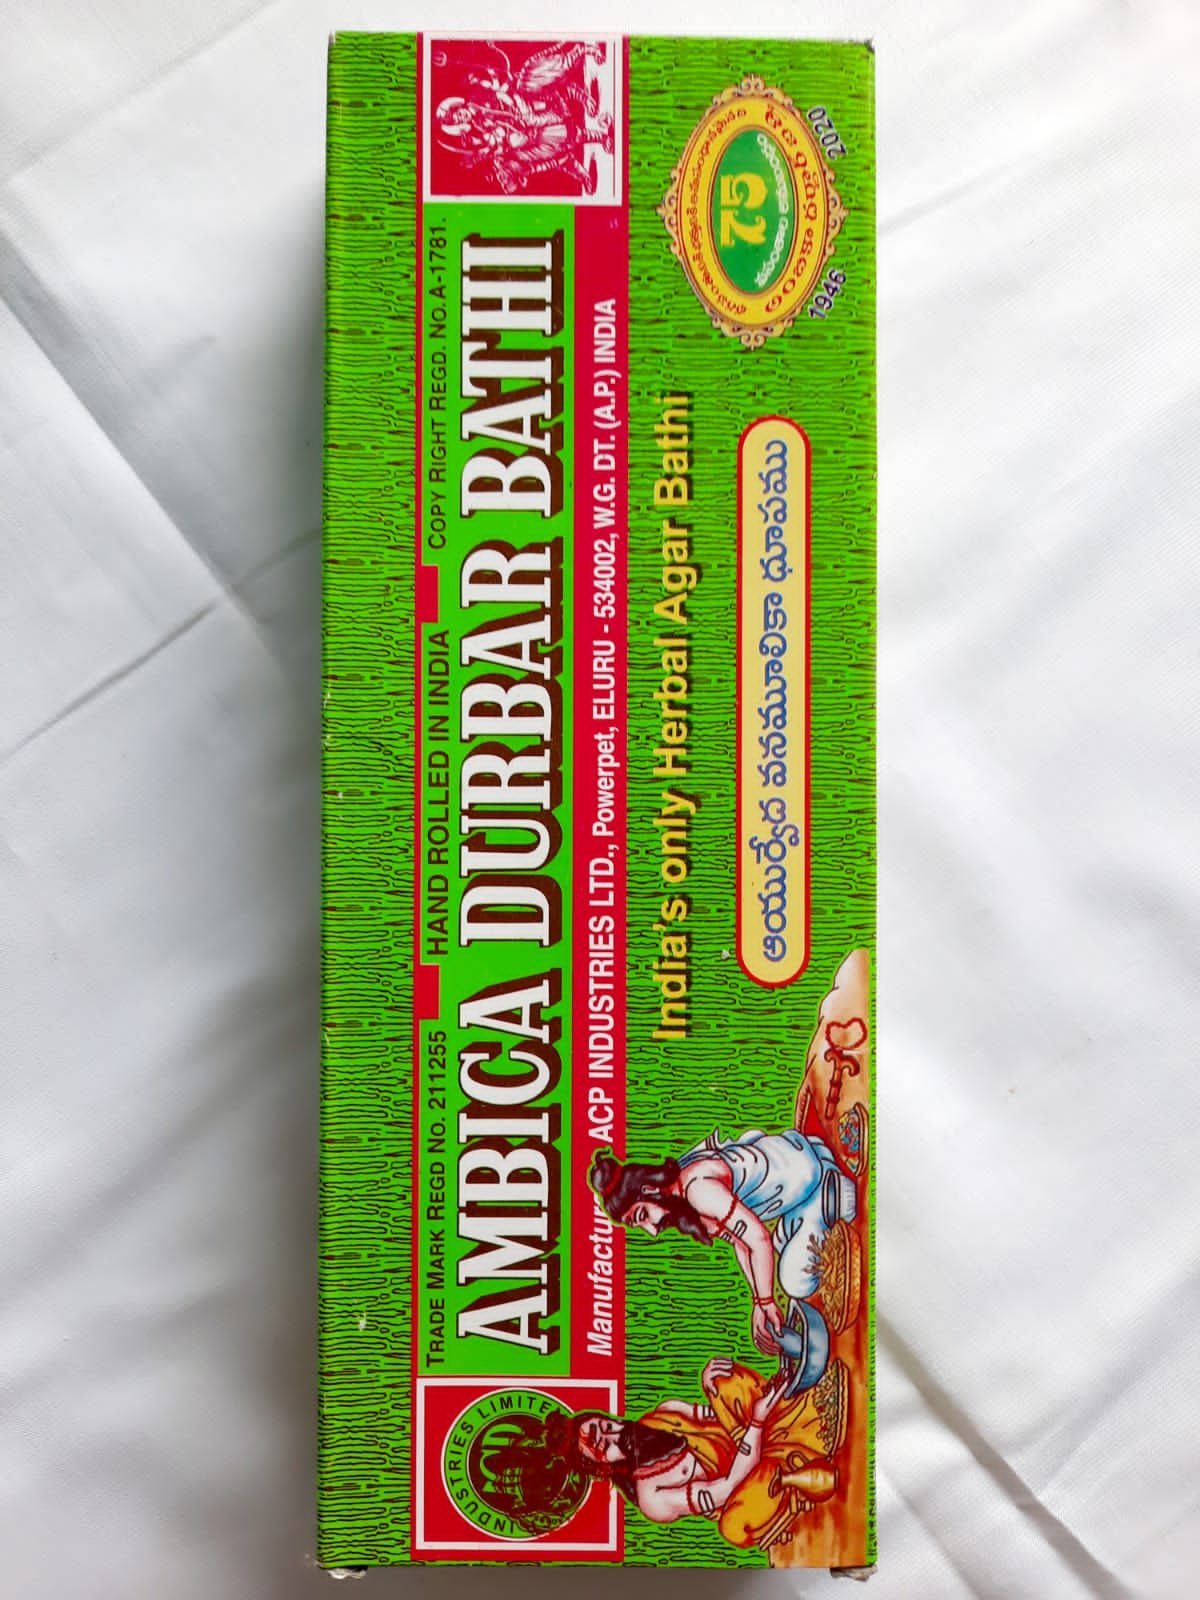 TRADE MARK REGD NO. 211255
HAND ROLLED IN INDIA
COPY RIGHT REGD. NO. A-1781.
AMBICA DURBAR BATHI
ACP INDUSTRIES LTD., Powerpet, ELURU - 534002, W.G. DT. (A.P.) INDIA
India's only Herbal Agar Bathi
ఆయుర్వేద వనమూలికా ధూపము
75
వసంతాల
1946
2020
INDUSTRIES